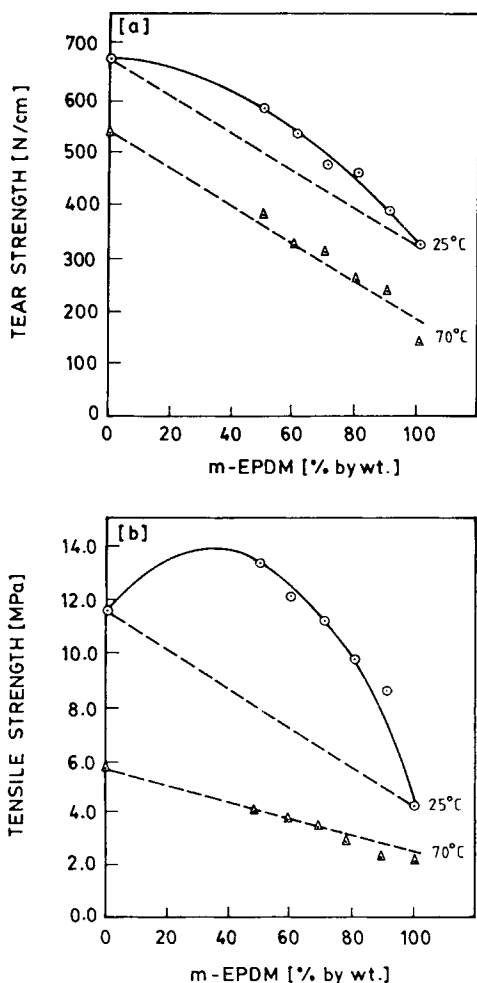 [a]
TEAR STRENGTH [N/cm]
700
600
500
400
300
200
100
0
25°C
70°C
0 20 40 60 80 100
m-EPDM [% by wt.]
[b]
TENSILE STRENGTH [MPa]
14.0
12.0
10.0
8.0
6.0
4.0
2.0
0.0
25°C
70°C
0 20 40 60 80 100
m-EPDM [% by wt.]